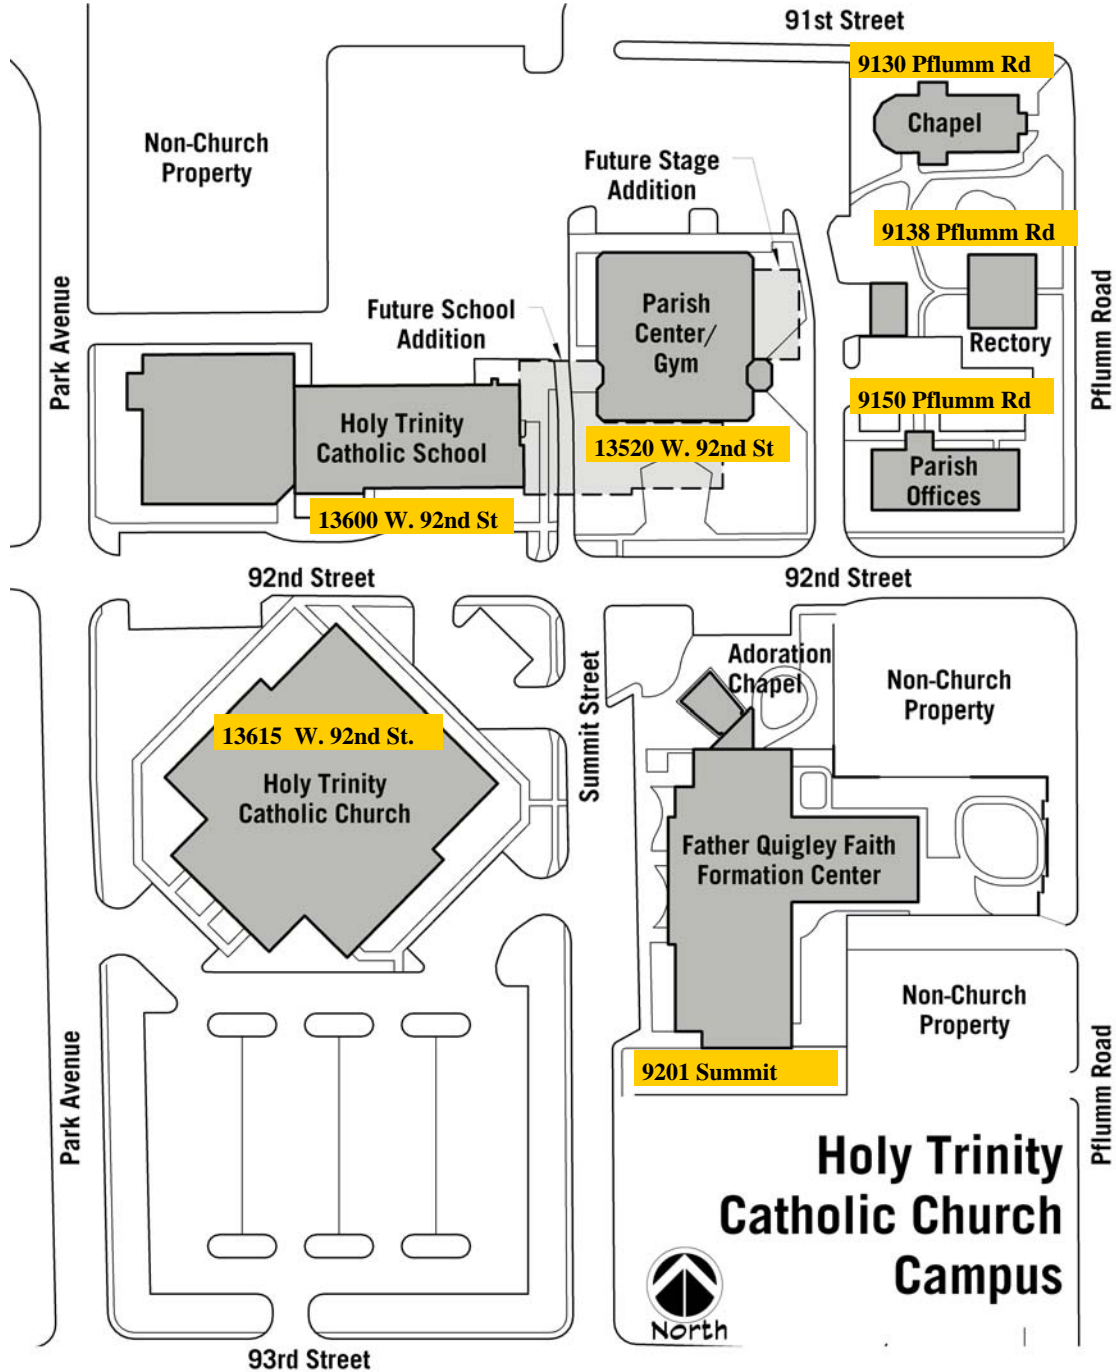 91st Street
9130 Pflumm Rd
Chapel
Non-Church
Property
Future Stage
Addition
9138 Pflumm Rd
Park Avenue
Future School
Addition
Parish
Center/
Gym
Rectory
Pflumm Road
9150 Pflumm Rd
Holy Trinity
Catholic School
13520 W. 92nd St
Parish
Offices
13600 W. 92nd St
92nd Street
92nd Street
Adoration
Chapel
Non-Church
Property
Summit Street
13615 W. 92nd St.
Holy Trinity
Catholic Church
Father Quigley Faith
Formation Center
Non-Church
Property
9201 Summit
Park Avenue
Pflumm Road
Holy Trinity
Catholic Church
Campus
North
93rd Street